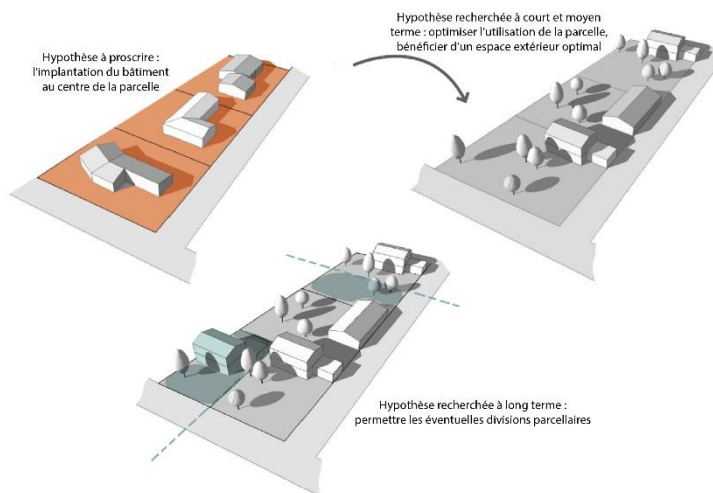 Hypothèse à proscrire :
l'implantation du bâtiment
au centre de la parcelle
Hypothèse recherchée à court et moyen
terme : optimiser l'utilisation de la parcelle,
bénéficier d'un espace extérieur optimal
Hypothèse recherchée à long terme :
permettre les éventuelles divisions parcellaires